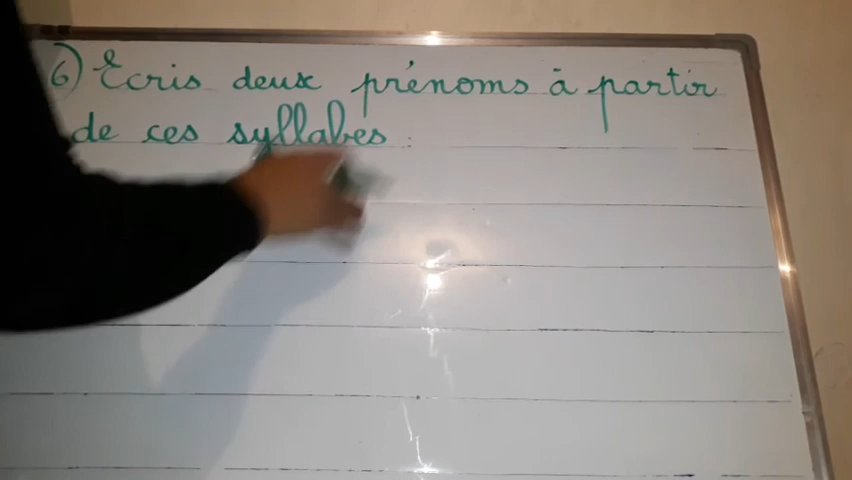 6) Ecris deux prénoms à partir
de ces syllabes :